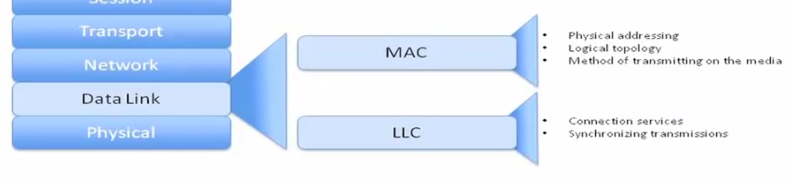 Session
Transport
Network
Data Link
Physical
MAC
• Physical addressing
• Logical topology
• Method of transmitting on the media
LLC
• Connection services
• Synchronizing transmissions